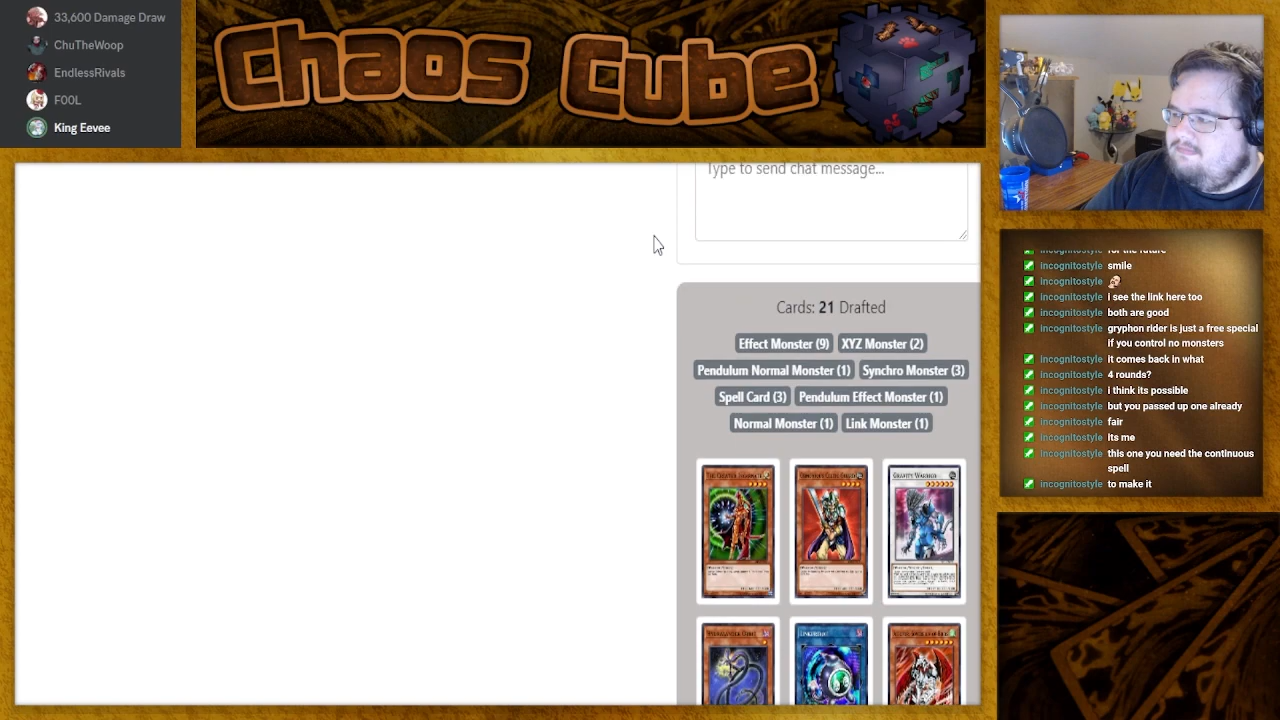 33,600 Damage Draw
ChuTheWoop
EndlessRivals
F00L
King Eevee
Chaos Cube
Type to send chat message...
Cards: 21 Drafted
Effect Monster (9)
XYZ Monster (2)
Pendulum Normal Monster (1)
Synchro Monster (3)
Spell Card (3)
Pendulum Effect Monster (1)
Normal Monster (1)
Link Monster (1)
incognitostyle for the future
incognitostyle smile
incognitostyle
incognitostyle i see the link here too
incognitostyle both are good
incognitostyle gryphon rider is just a free special
if you control no monsters
incognitostyle it comes back in what
incognitostyle 4 rounds?
incognitostyle i think its possible
incognitostyle but you passed up one already
incognitostyle fair
incognitostyle its me
incognitostyle this one you need the continuous
spell
incognitostyle to make it